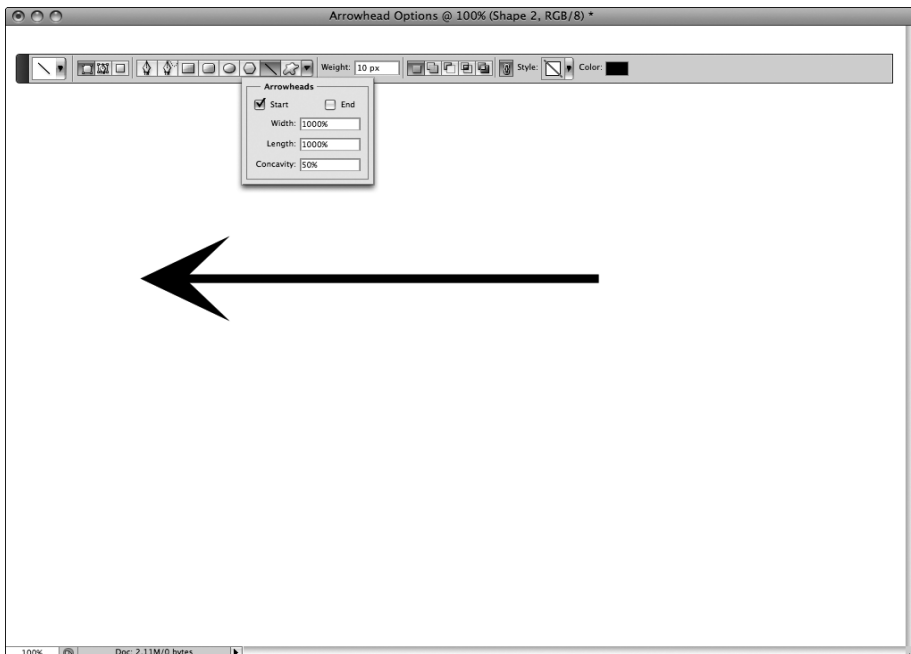 Arrowhead Options @ 100% (Shape 2, RGB/8) *
Weight: 10 px Style: Color:
Arrowheads
Start End
Width: 1000%
Length: 1000%
Concavity: 50%
100% Doc: 2.11M/0 bytes